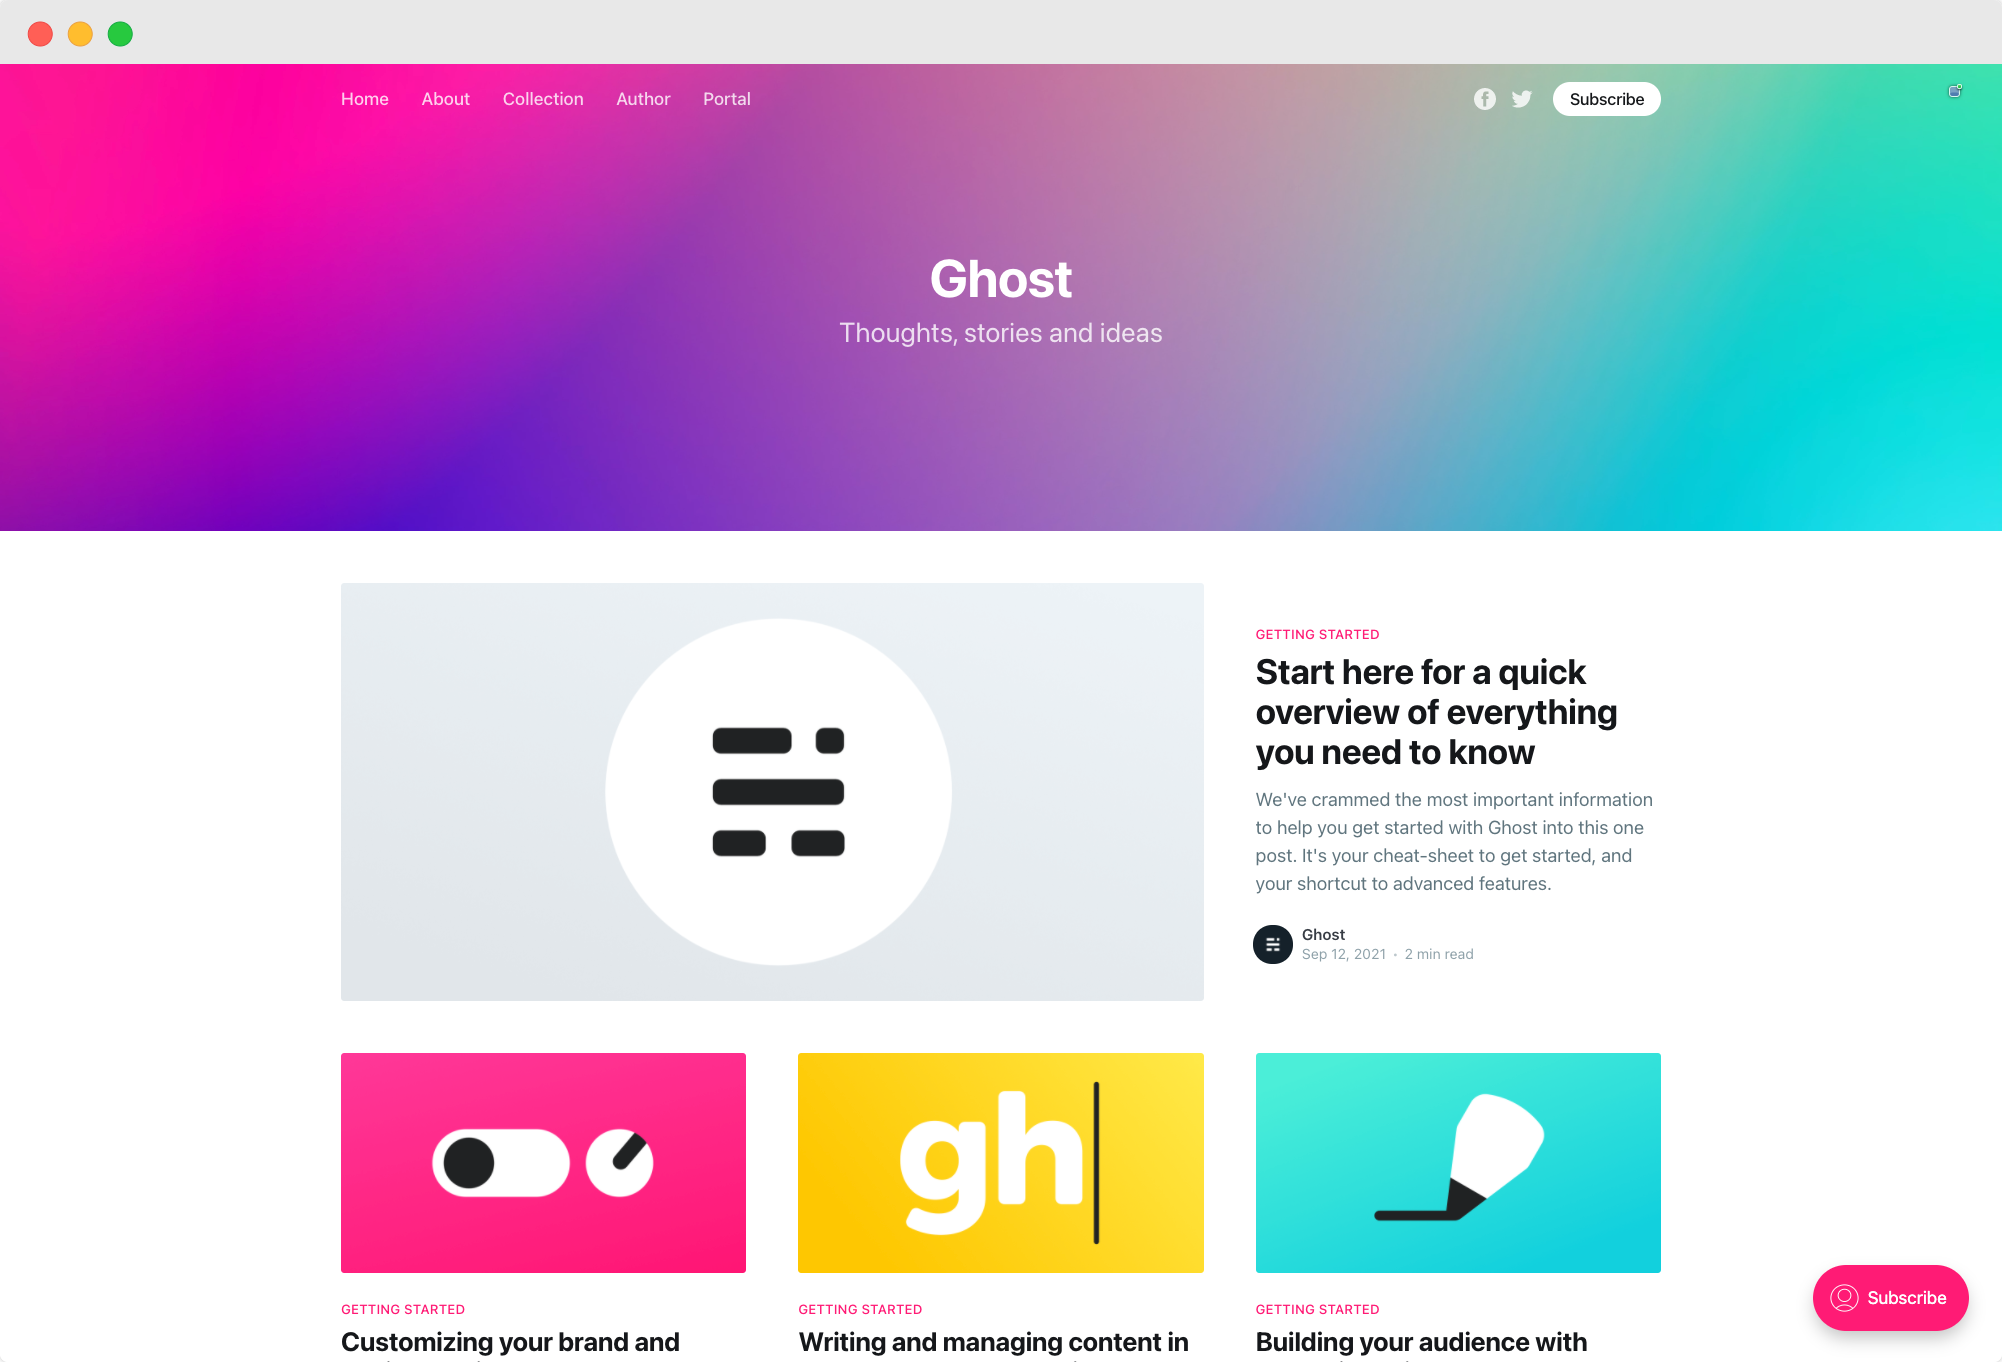 Home About Collection Author Portal Subscribe
Ghost
Thoughts, stories and ideas
GETTING STARTED
Start here for a quick
overview of everything
you need to know
We've crammed the most important information
to help you get started with Ghost into this one
post. It's your cheat-sheet to get started, and
your shortcut to advanced features.
Ghost
Sep 12, 2021 • 2 min read
gh
GETTING STARTED
Customizing your brand and
GETTING STARTED
Writing and managing content in
GETTING STARTED
Building your audience with
Subscribe